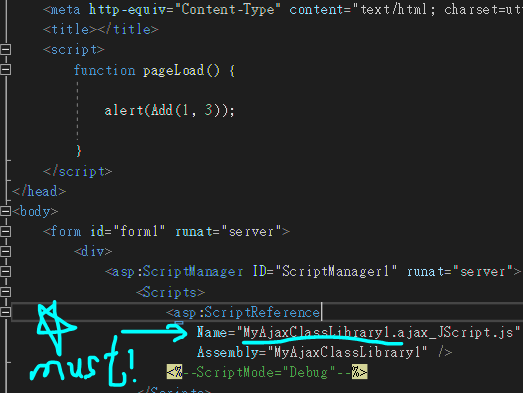 <meta http-equiv="Content-Type" content="text/html; charset=ut
<title></title>
<script>
function pageLoad() {
alert(Add(1, 3));
}
</script>
</head>
<body>
<form id="form1" runat="server">
<div>
<asp:ScriptManager ID="ScriptManager1" runat="server">
<Scripts>
<asp:ScriptReference
Name="MyAjaxClassLibrary1.ajax_JScript.js"
Assembly="MyAjaxClassLibrary1" />
must!
<%--ScriptMode="Debug"--%>
</Scripts>